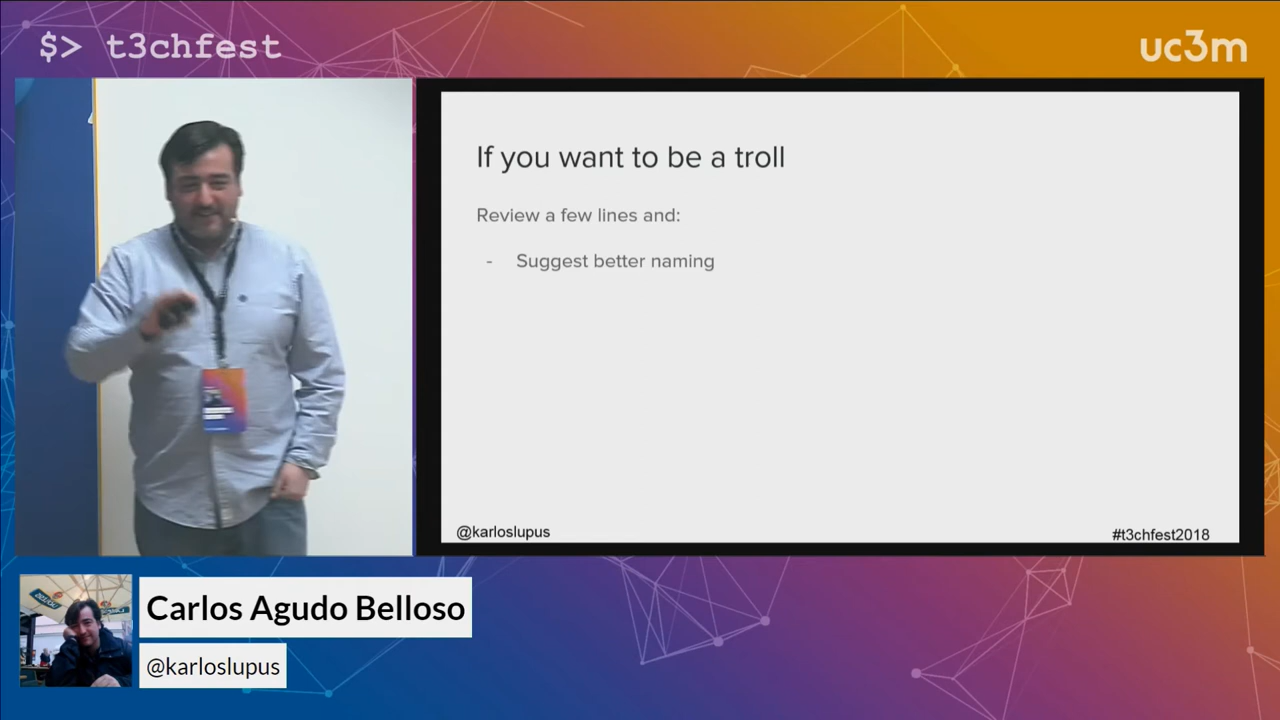 $> t3chfest
uc3m
If you want to be a troll
Review a few lines and:
- Suggest better naming
@karloslupus
#t3chfest2018
Carlos Agudo Belloso
@karloslupus